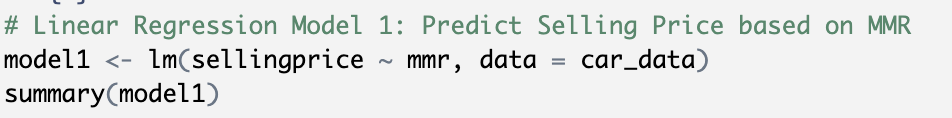 # Linear Regression Model 1: Predict Selling Price based on MMR
model1 <- lm(sellingprice ~ mmr, data = car_data)
summary(model1)